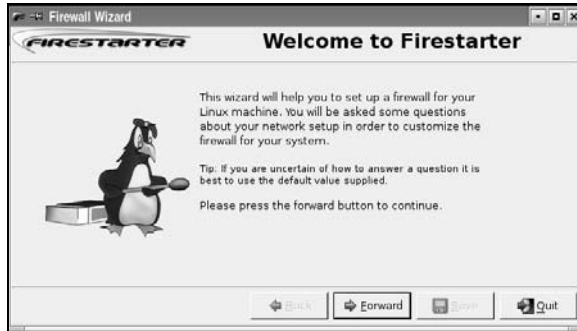 Firewall Wizard
FIRESTARTER
Welcome to Firestarter
This wizard will help you to set up a firewall for your
Linux machine. You will be asked some questions
about your network setup in order to customize the
firewall for your system.
Tip: If you are uncertain of how to answer a question it is
best to use the default value supplied.
Please press the forward button to continue.
Back
Forward
Save
Quit